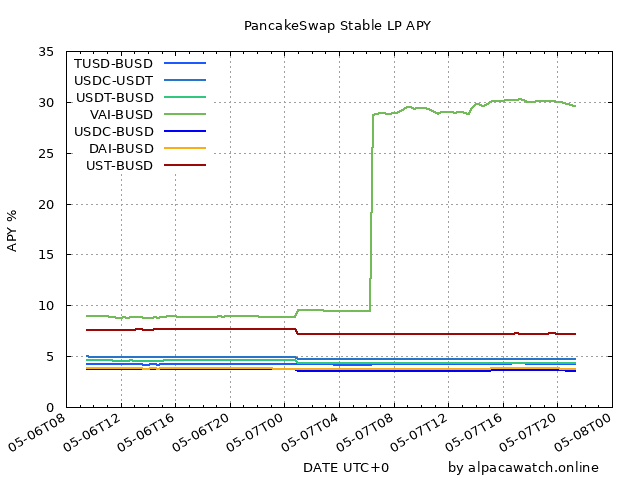 PancakeSwap Stable LP APY
35
30
25
20
15
10
5
0
APY %
TUSD-BUSD
USDC-USDT
USDT-BUSD
VAI-BUSD
USDC-BUSD
DAI-BUSD
UST-BUSD
05-06T08 05-06T12 05-06T16 05-06T20 05-07T00 05-07T04 05-07T08 05-07T12 05-07T16 05-07T20 05-08T00
DATE UTC+0 by alpacawatch.online